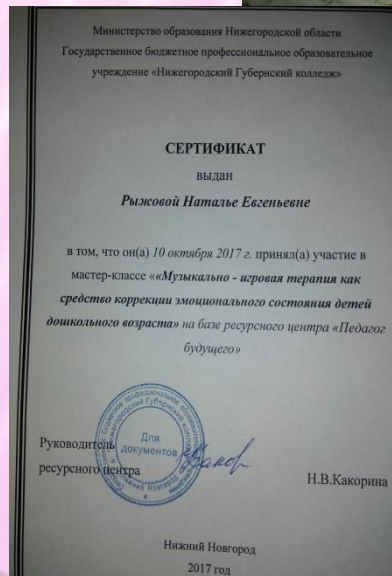 Министерство образования Нижегородской области
Государственное бюджетное профессиональное образовательное
учреждение «Нижегородский Губернский колледж»
СЕРТИФИКАТ
выдан
Рыжовой Наталье Евгеньевне
в том, что он(а) 10 октября 2017 г. принял(а) участие в
мастер-классе ««Музыкально - игровая терапия как
средство коррекции эмоционального состояния детей
дошкольного возраста» на базе ресурсного центра «Педагог
будущего»
Для
документов
Руководитель
ресурсного центра
Н.В.Какорина
Нижний Новгород
2017 год